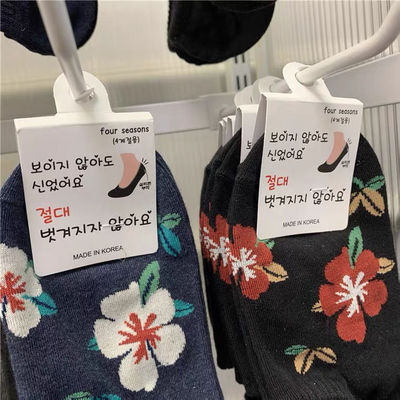 four seasons
(4계절용)
보이지 않아도
신었어요
절대
벗겨지지 않아요
MADE IN KOREA
four seasons
(4계절용)
보이지 않아도
신었어요
절대
벗겨지지 않아요
MADE IN KOREA